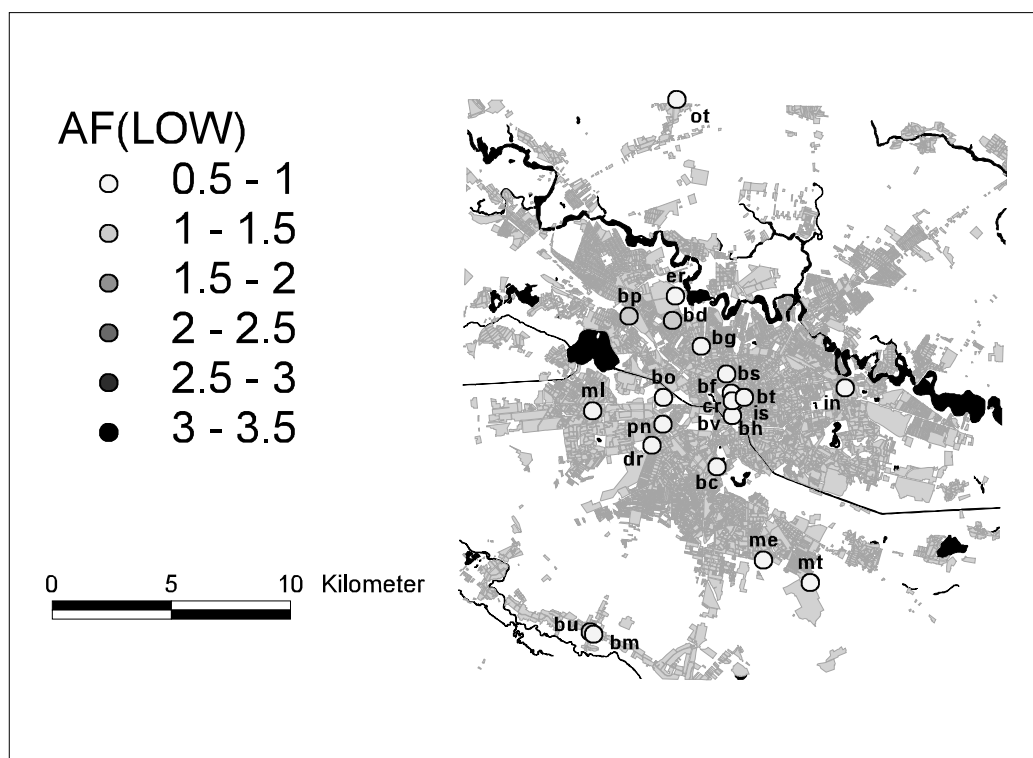 AF(LOW)
0.5 - 1
1 - 1.5
1.5 - 2
2 - 2.5
2.5 - 3
3 - 3.5
0 5 10 Kilometer
ot
er
bp
bd
bg
bo
bs
bf
ml
cr
bt
in
is
pn
bv
bh
dr
bc
me
mt
bu
bm